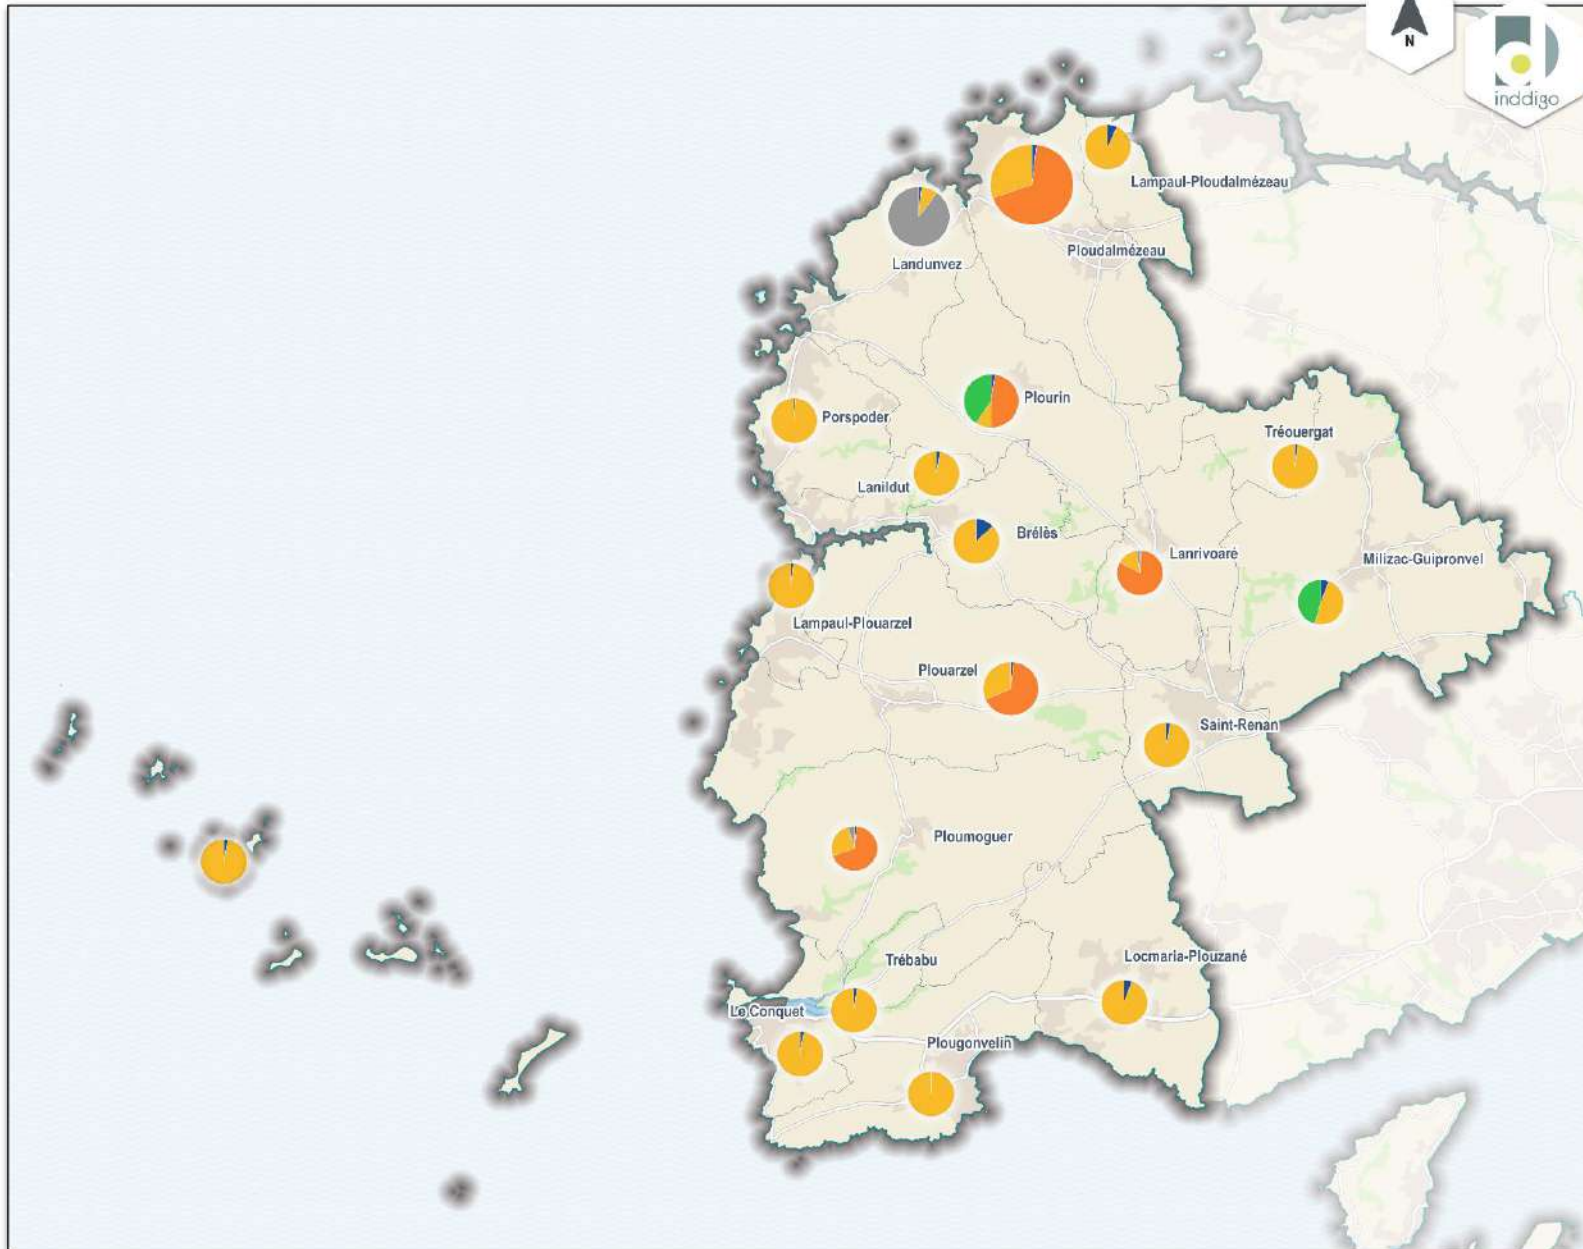 N
inddigo
Lampaul-Ploudalmézeau
Ploudalmézeau
Landunvez
Plourin
Porspoder
Tréouergat
Lanildut
Brélès
Lanrivoaré
Milizac-Guipronvel
Lampaul-Plouarzel
Plouarzel
Saint-Renan
Ploumoguer
Locmaria-Plouzané
Trébabu
Le Conquet
Plougonvelin